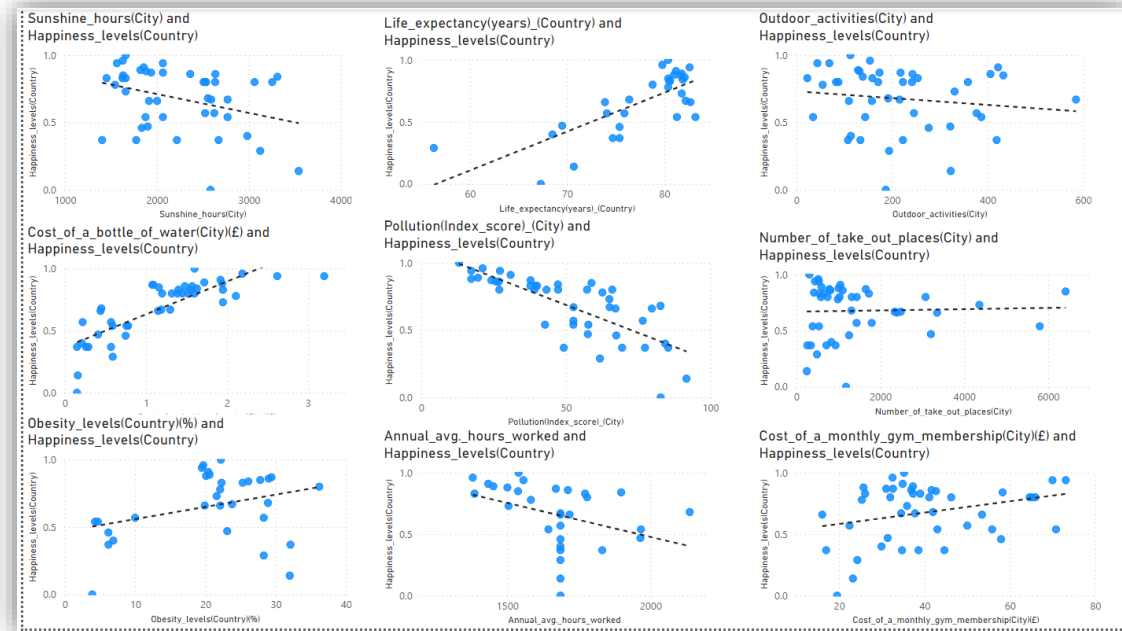 Sunshine_hours(City) and
Happiness_levels(Country)
Happiness_levels(Country)
1.0
0.5
0.0
1000 2000 3000 4000
Sunshine_hours(City)
Life_expectancy(years)_(Country) and
Happiness_levels(Country)
Happiness_levels(Country)
1.0
0.5
0.0
60 70 80
Life_expectancy(years)_(Country)
Outdoor_activities(City) and
Happiness_levels(Country)
Happiness_levels(Country)
1.0
0.5
0.0
0 200 400 600
Outdoor_activities(City)
Cost_of_a_bottle_of_water(City)(£) and
Happiness_levels(Country)
Happiness_levels(Country)
1.0
0.5
0.0
0 1 2 3
Pollution(Index_score)_(City) and
Happiness_levels(Country)
Happiness_levels(Country)
1.0
0.5
0.0
0 50 100
Pollution(Index_score)_(City)
Number_of_take_out_places(City) and
Happiness_levels(Country)
Happiness_levels(Country)
1.0
0.5
0.0
0 2000 4000 6000
Number_of_take_out_places(City)
Obesity_levels(Country)(%) and
Happiness_levels(Country)
Happiness_levels(Country)
1.0
0.5
0.0
0 10 20 30 40
Obesity_levels(Country)(%)
Annual_avg._hours_worked and
Happiness_levels(Country)
Happiness_levels(Country)
1.0
0.5
0.0
1500 2000
Annual_avg._hours_worked
Cost_of_a_monthly_gym_membership(City)(£) and
Happiness_levels(Country)
Happiness_levels(Country)
1.0
0.5
0.0
20 40 60 80
Cost_of_a_monthly_gym_membership(City)(£)